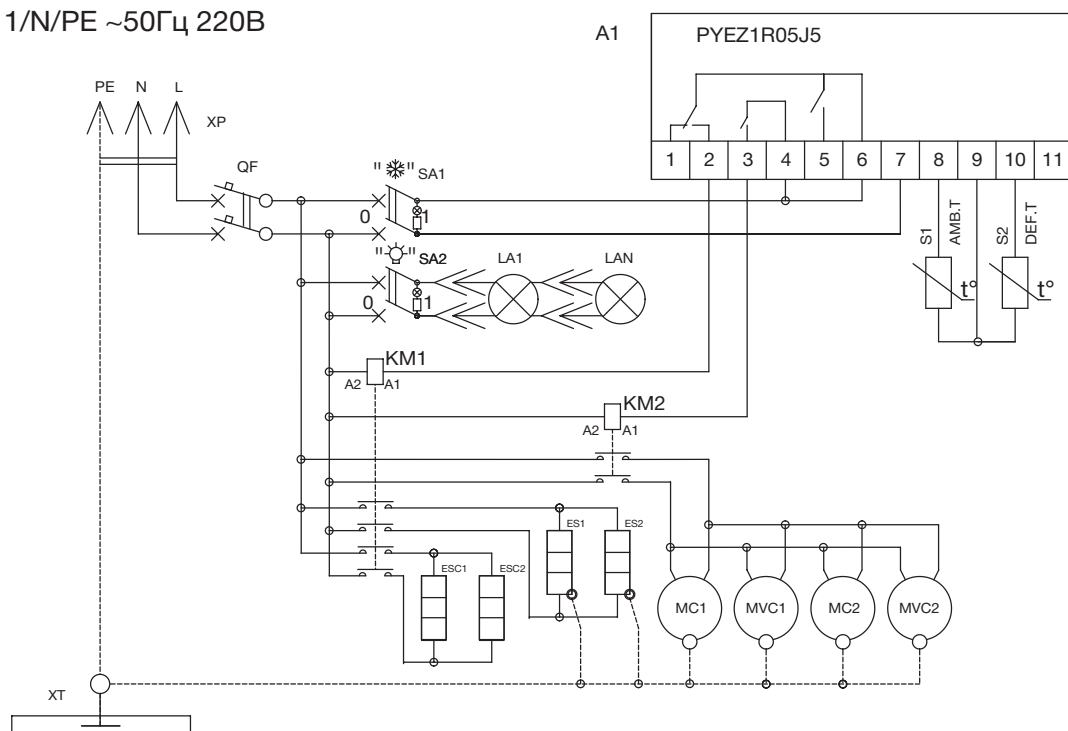 1/N/PE ~50Гц 220В
A1
PYEZ1R05J5
PE N L
XP
1 2 3 4 5 6 7 8 9 10 11
QF
"❄" SA1
0 1
"💡" SA2
LA1 LAN
0 1
S1 AMB.T
S2 DEF.T
t° t°
KM1
A2 A1
KM2
A2 A1
ES1 ES2
ESC1 ESC2
MC1 MVC1 MC2 MVC2
XT